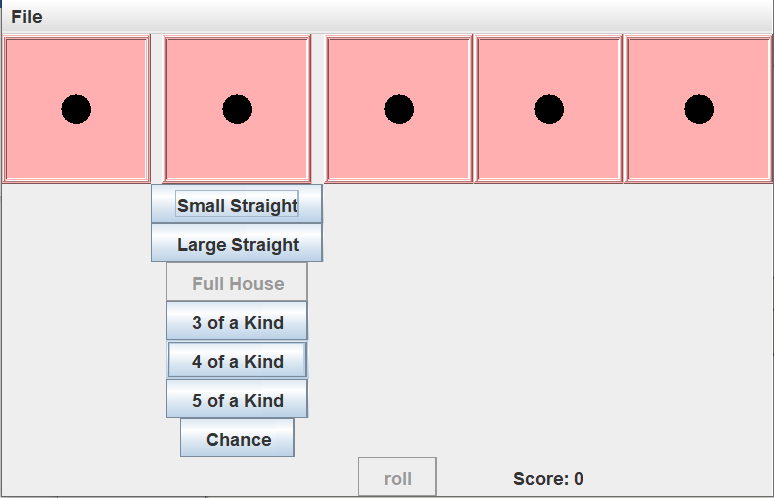 File
Small Straight
Large Straight
Full House
3 of a Kind
4 of a Kind
5 of a Kind
Chance
roll Score: 0